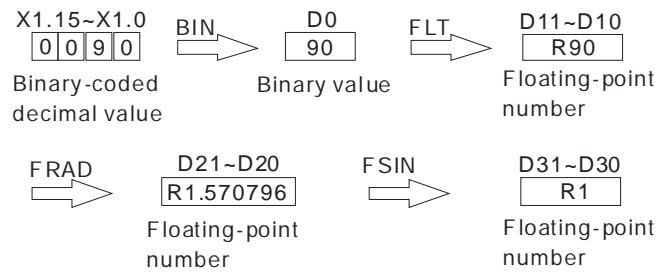 X1.15~X1.0
BIN
D0
FLT
D11~D10
0 0 9 0
90
R90
Binary-coded
decimal value
Binary value
Floating-point
number
FRAD
D21~D20
FSIN
D31~D30
R1.570796
R1
Floating-point
number
Floating-point
number